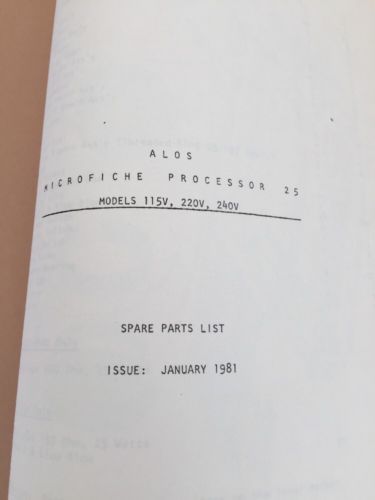 ALOS
MICROFICHE PROCESSOR 25
MODELS 115V, 220V, 240V
SPARE PARTS LIST
ISSUE: JANUARY 1981